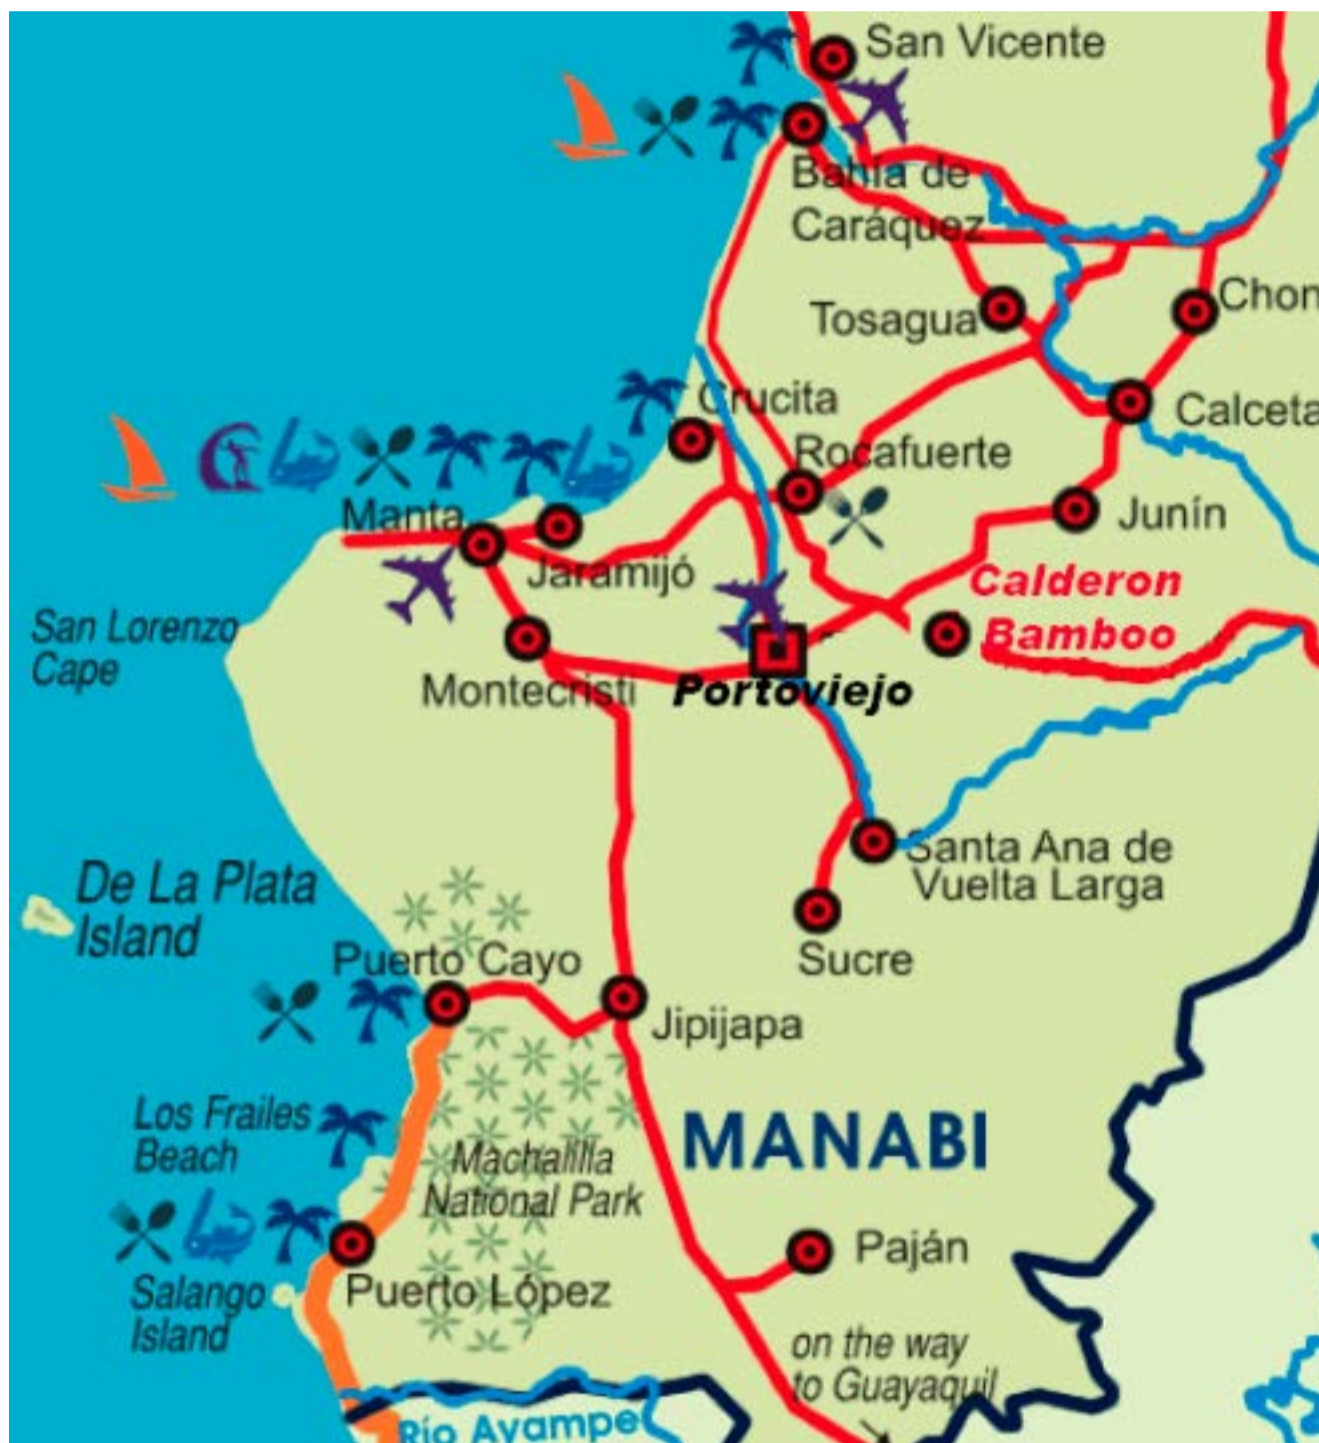 San Vicente
Bahía de
Caráquez
Tosagua
Chon
Crucita
Calceta
Rocafuerte
Manta
Junín
Jaramijó
Calderon
Bamboo
San Lorenzo
Cape
Montecristi
Portoviejo
Santa Ana de
Vuelta Larga
De La Plata
Island
Puerto Cayo
Sucre
Jipijapa
Los Frailes
Beach
MANABI
Machalilla
National Park
Paján
Salango
Island
Puerto López
on the way
to Guayaquil
Río Ayampe